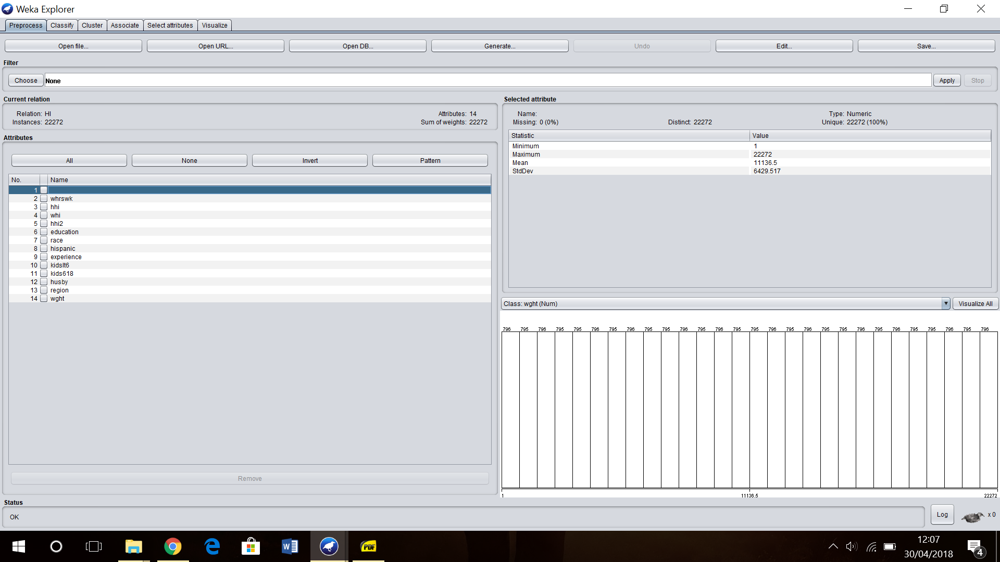 Weka Explorer
Preprocess Classify Cluster Associate Select attributes Visualize
Open file... Open URL... Open DB... Generate... Undo Edit... Save...
Filter
Choose None Apply Stop
Current relation
Relation: HI Attributes: 14
Instances: 22272 Sum of weights: 22272
Attributes
All None Invert Pattern
No. Name
1
2 whrswk
3 hhi
4 whi
5 hhi2
6 education
7 race
8 hispanic
9 experience
10 kidslt6
11 kids618
12 husby
13 region
14 wght
Remove
Selected attribute
Name: Type: Numeric
Missing: 0 (0%) Distinct: 22272 Unique: 22272 (100%)
Statistic Value
Minimum 1
Maximum 22272
Mean 11136.5
StdDev 6429.517
Class: wght (Num) Visualize All
796 795 796 795 795 796 795 796 795 795 796 795 796 795 795 796 795 796 795 795 796 795 796 795 795 796 795 796
1 11136.5 22272
Status
OK Log x 0
W PDF 12:07
30/04/2018 4